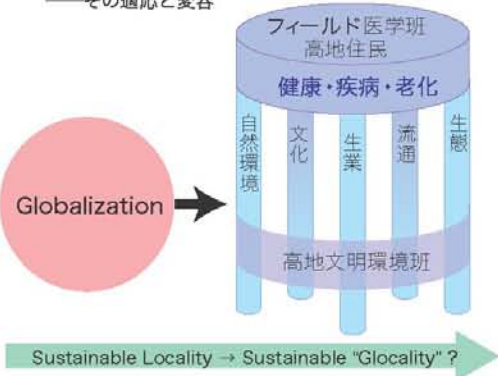 ——その適応と変容
フィールド医学班
高地住民
健康・疾病・老化
自然環境
文化
生業
流通
生態
Globalization
高地文明環境班
Sustainable Locality → Sustainable "Glocality" ?